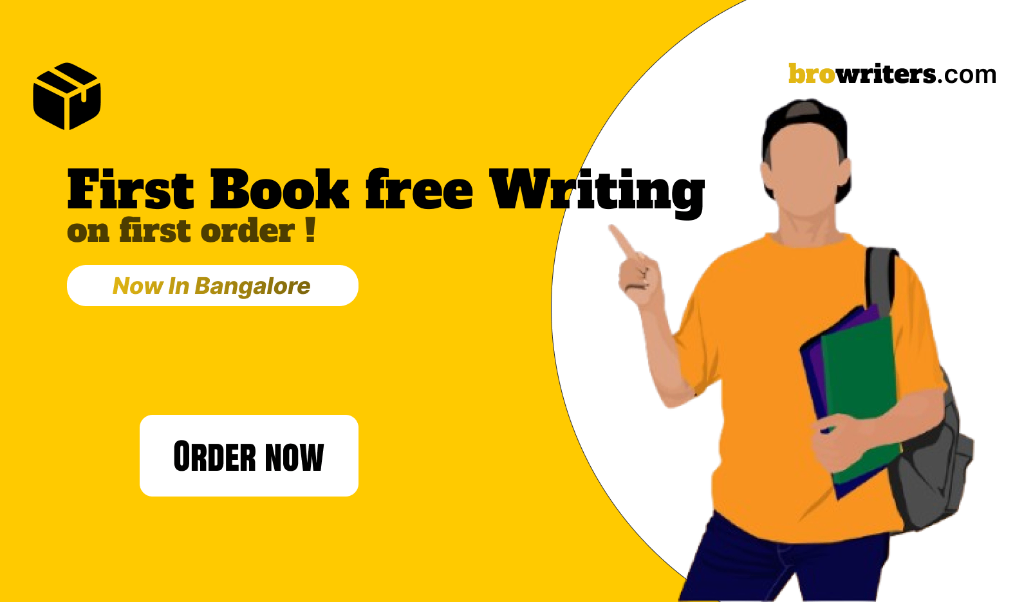 browriters.com
First Book free Writing
on first order !
Now In Bangalore
Order now